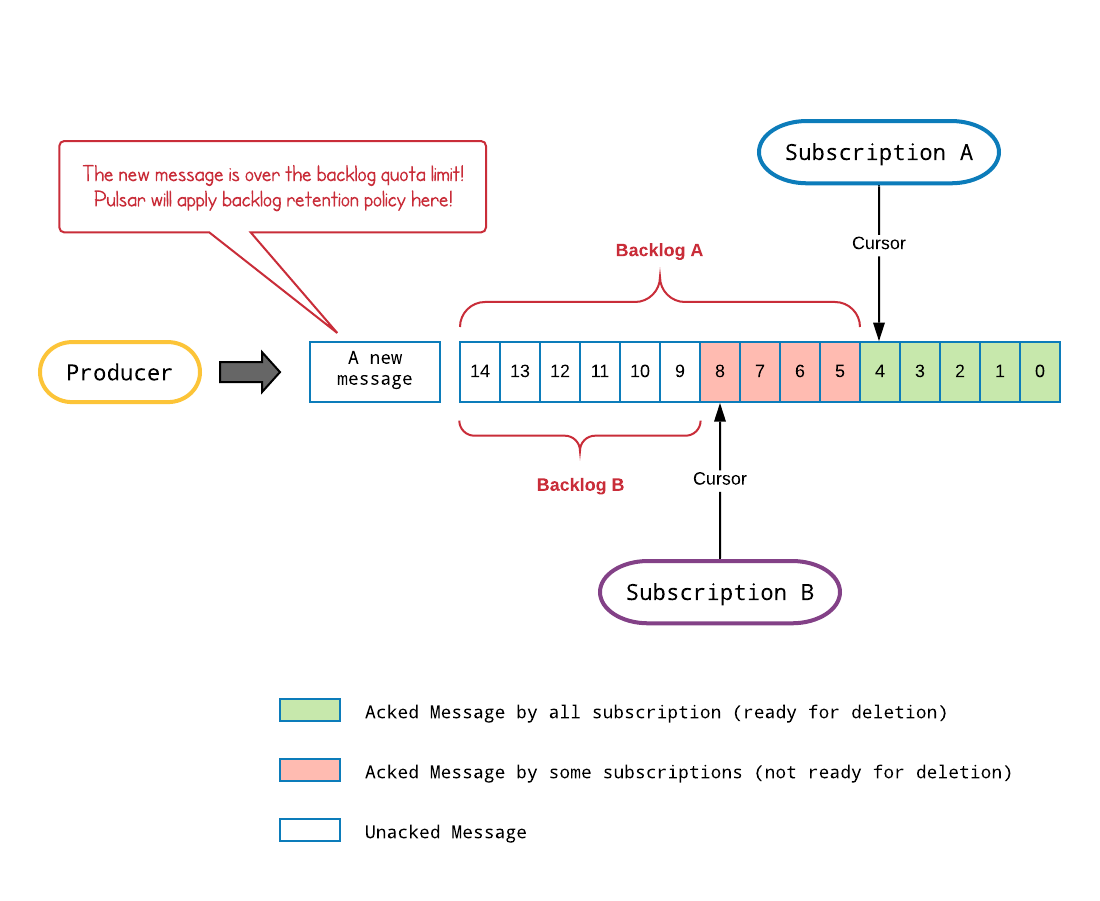 Subscription A
The new message is over the backlog quota limit!
Pulsar will apply backlog retention policy here!
Cursor
Backlog A
Producer
A new
message
14 13 12 11 10 9 8 7 6 5 4 3 2 1 0
Cursor
Backlog B
Subscription B
Acked Message by all subscription (ready for deletion)
Acked Message by some subscriptions (not ready for deletion)
Unacked Message